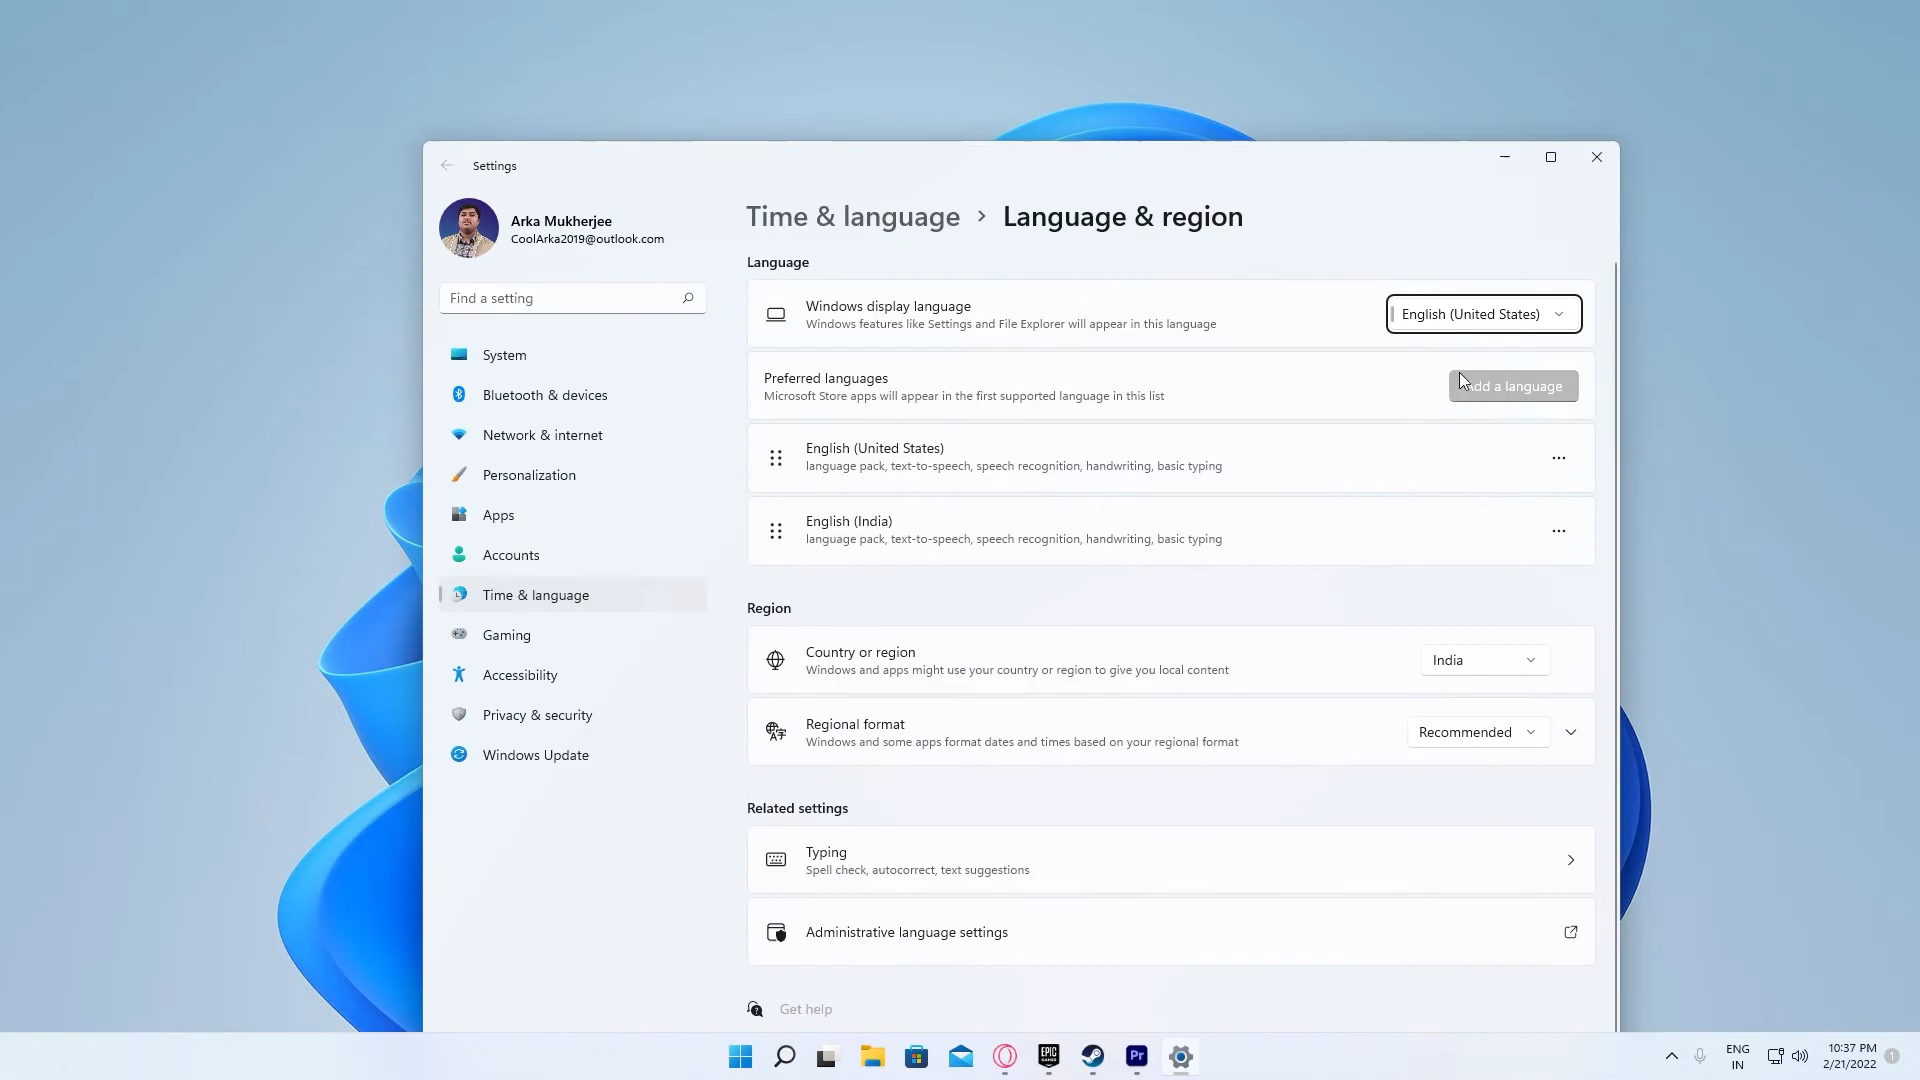 Settings
Arka Mukherjee
CoolArka2019@outlook.com
Find a setting
System
Bluetooth & devices
Network & internet
Personalization
Apps
Accounts
Time & language
Gaming
Accessibility
Privacy & security
Windows Update
Time & language > Language & region
Language
Windows display language
Windows features like Settings and File Explorer will appear in this language
English (United States)
Preferred languages
Microsoft Store apps will appear in the first supported language in this list
Add a language
English (United States)
language pack, text-to-speech, speech recognition, handwriting, basic typing
English (India)
language pack, text-to-speech, speech recognition, handwriting, basic typing
Region
Country or region
Windows and apps might use your country or region to give you local content
India
Regional format
Windows and some apps format dates and times based on your regional format
Recommended
Related settings
Typing
Spell check, autocorrect, text suggestions
Administrative language settings
Get help
EPIC
GAMES
Pr
ENG
IN
10:37 PM
2/21/2022
1